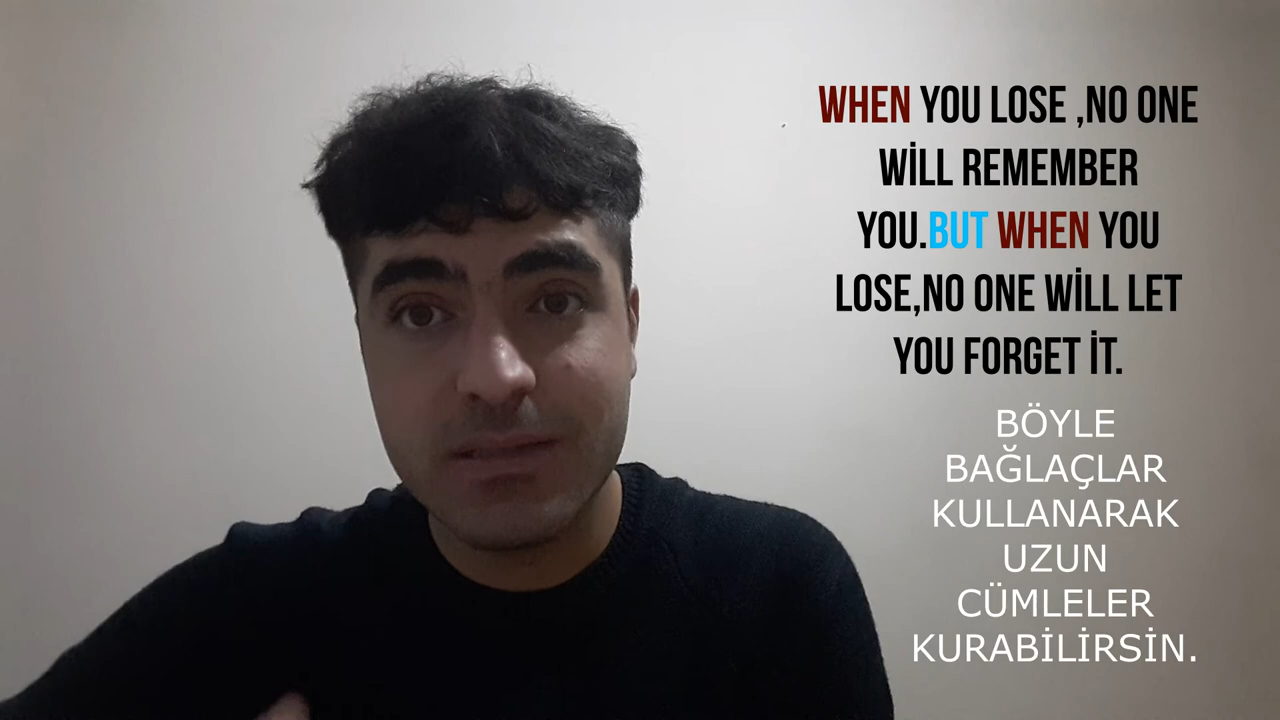 WHEN YOU LOSE ,NO ONE
WİLL REMEMBER
YOU.BUT WHEN YOU
LOSE,NO ONE WİLL LET
YOU FORGET İT.
BÖYLE
BAĞLAÇLAR
KULLANARAK
UZUN
CÜMLELER
KURABİLİRSİN.